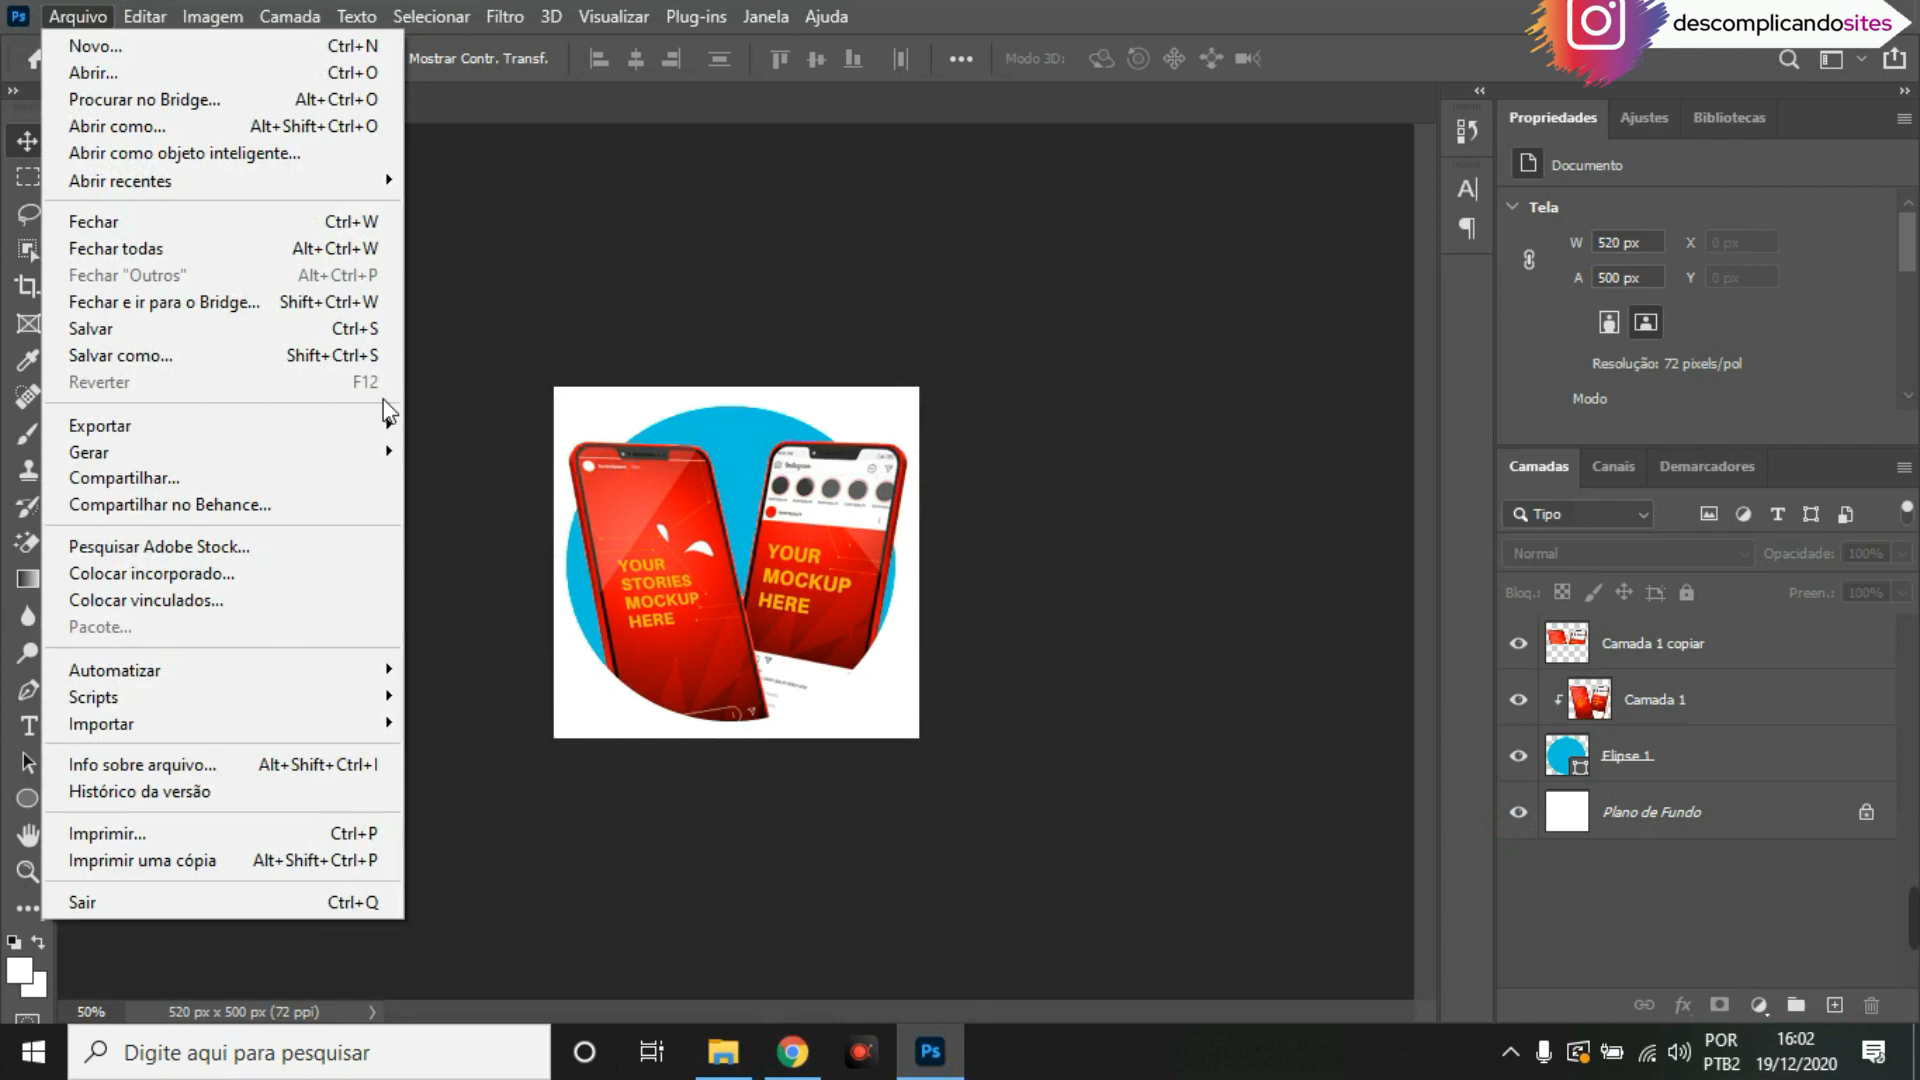 Ps Arquivo Editar Imagem Camada Texto Selecionar Filtro 3D Visualizar Plug-ins Janela Ajuda
descomplicandosites
Mostrar Contr. Transf. Modo 3D:
Novo... Ctrl+N
Abrir... Ctrl+O
Procurar no Bridge... Alt+Ctrl+O
Abrir como... Alt+Shift+Ctrl+O
Abrir como objeto inteligente...
Abrir recentes
Fechar Ctrl+W
Fechar todas Alt+Ctrl+W
Fechar "Outros" Alt+Ctrl+P
Fechar e ir para o Bridge... Shift+Ctrl+W
Salvar Ctrl+S
Salvar como... Shift+Ctrl+S
Reverter F12
Exportar
Gerar
Compartilhar...
Compartilhar no Behance...
Pesquisar Adobe Stock...
Colocar incorporado...
Colocar vinculados...
Pacote...
Automatizar
Scripts
Importar
Info sobre arquivo... Alt+Shift+Ctrl+I
Histórico da versão
Imprimir... Ctrl+P
Imprimir uma cópia Alt+Shift+Ctrl+P
Sair Ctrl+Q
YOUR
STORIES
MOCKUP
HERE
Instagram
YOUR
MOCKUP
HERE
Propriedades Ajustes Bibliotecas
Documento
Tela
W 520 px X 0 px
A 500 px Y 0 px
Resolução: 72 pixels/pol
Modo
Camadas Canais Demarcadores
Tipo
Normal Opacidade: 100%
Bloq.: Preen.: 100%
Camada 1 copiar
Camada 1
Elipse 1
Plano de Fundo
50% 520 px x 500 px (72 ppi)
Digite aqui para pesquisar
Ps
POR
PTB2
16:02
19/12/2020